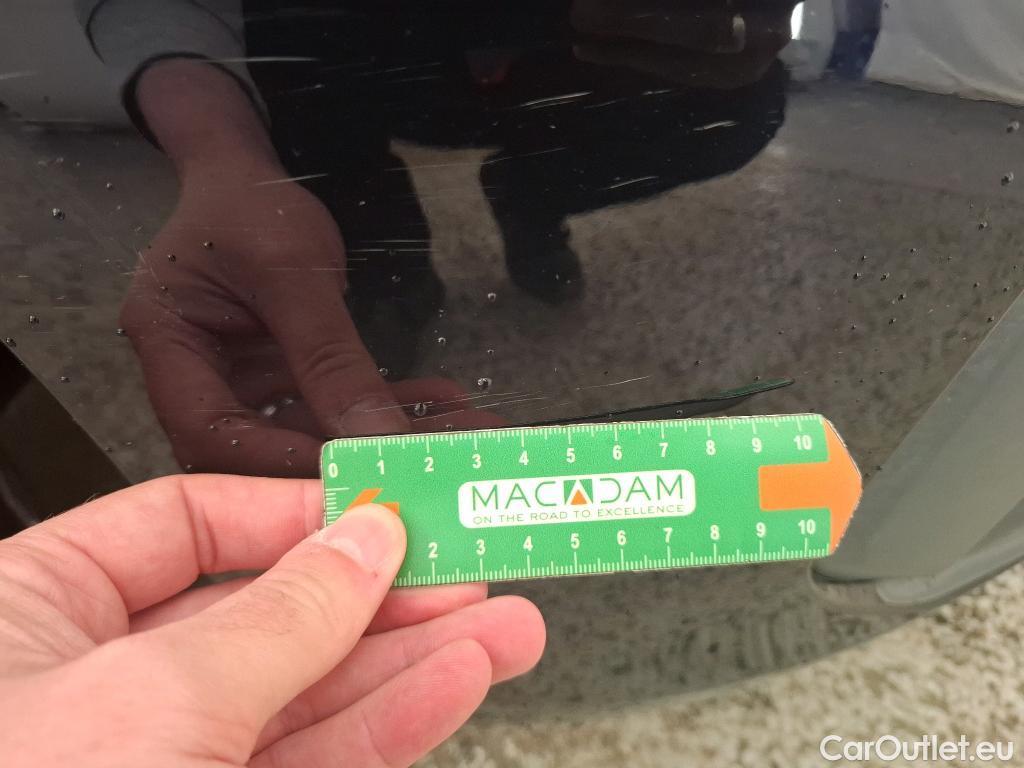 0 1 2 3 4 5 6 7 8 9 10
MACADAM
ON THE ROAD TO EXCELLENCE
2 3 4 5 6 7 8 9 10
CarOutlet.eu